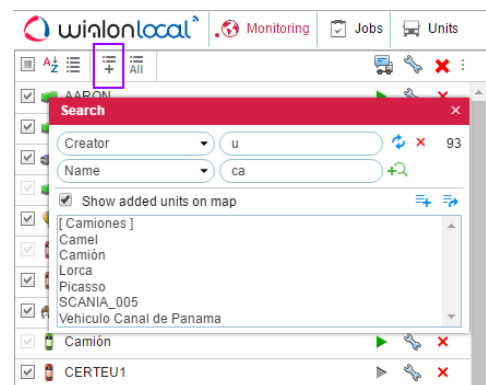 wialonlocal Monitoring Jobs Units
AZ All
AARON
Search
Creator u 93
Name ca
Show added units on map
[ Camiones ]
Camel
Camión
Lorca
Picasso
SCANIA_005
Vehiculo Canal de Panama
Camión
CERTEU1